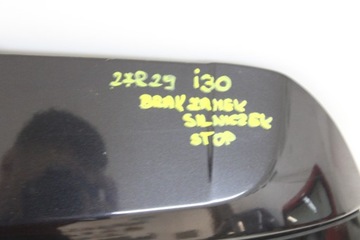 27R29 i30
BRAK ZAMEK
SILNICZEK
STOP